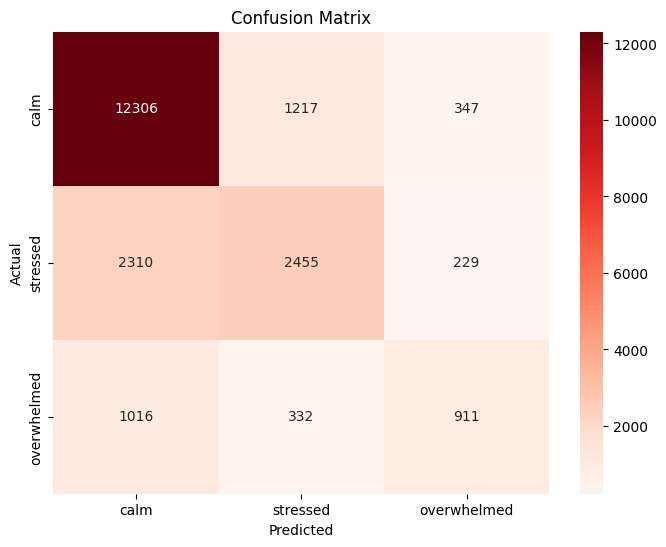 Confusion Matrix
calm
stressed
overwhelmed
Actual
12306 1217 347
2310 2455 229
1016 332 911
calm stressed overwhelmed
Predicted
12000
10000
8000
6000
4000
2000